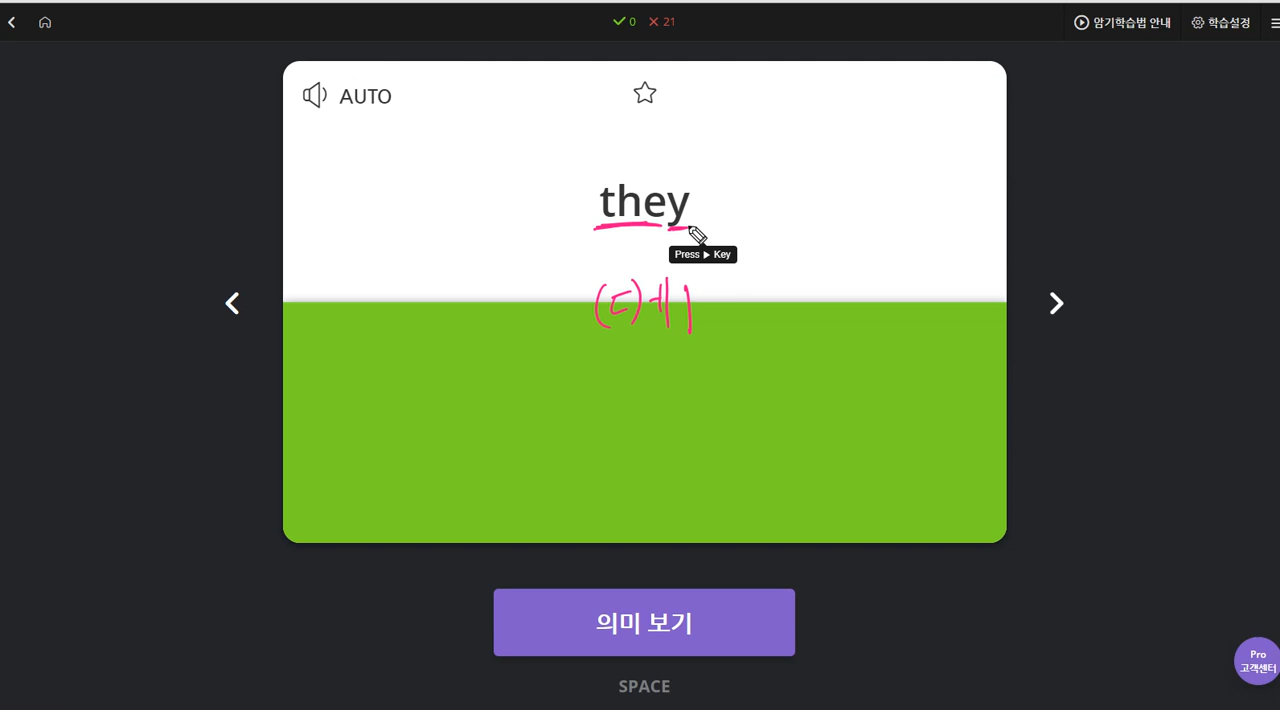 0 21 암기학습법 안내 학습설정
AUTO
they
Press ▶ Key
(ㄷ)ㅔㅣ
의미 보기
SPACE
Pro
고객센터